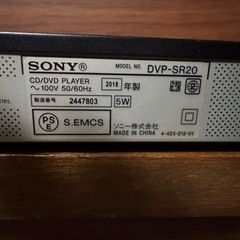 SONY® MODEL NO. DVP-SR20
CD/DVD PLAYER
～100V 50/60Hz
2018 年製
製造番号 2447803
5W
PS E
S.EMCS
ソニー株式会社
MADE IN CHINA
4-425-212-01